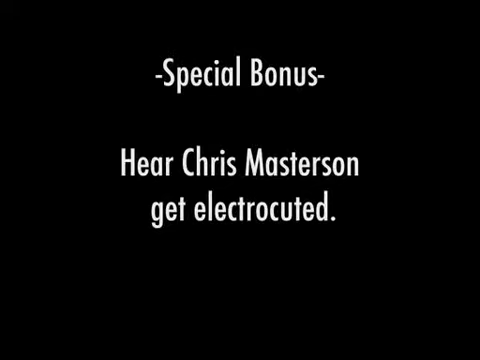 -Special Bonus-
Hear Chris Masterson
get electrocuted.